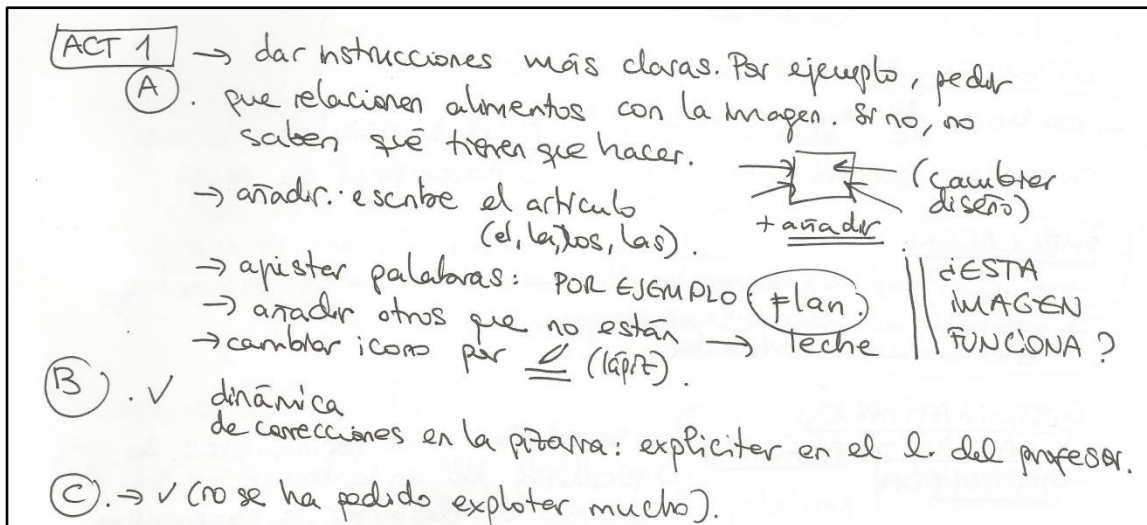 ACT 1 → dar instrucciones más claras. Por ejemplo, pedir
A . que relacionen alimentos con la imagen. Si no, no
saben qué tienen que hacer.
(cambiar
diseño)
+ añadir
→ añadir: escribe el artículo
(el, la, los, las).
→ ajustar palabras: POR EJEMPLO: Flan.
→ añadir otros que no están → leche
→ cambiar icono por (lápiz).
¿ESTA
IMAGEN
FUNCIONA?
B . ✓ dinámica
de correcciones en la pizarra: explicitar en el l. del profesor.
C . → ✓ (no se ha podido explotar mucho).